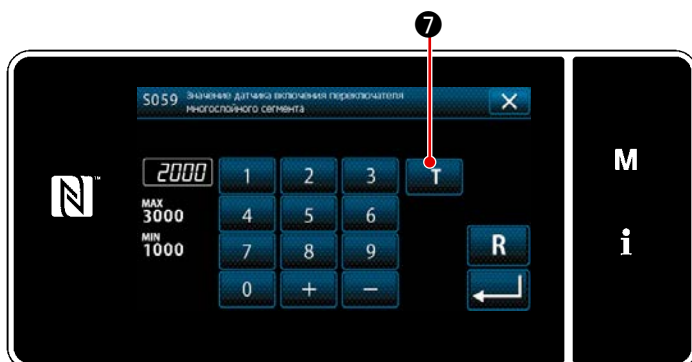 7
S059 Значение датчика включения переключателя
многослойного сегмента
2000 1 2 3 T
MAX
3000 4 5 6
MIN
1000 7 8 9 R
0 + −
M
i